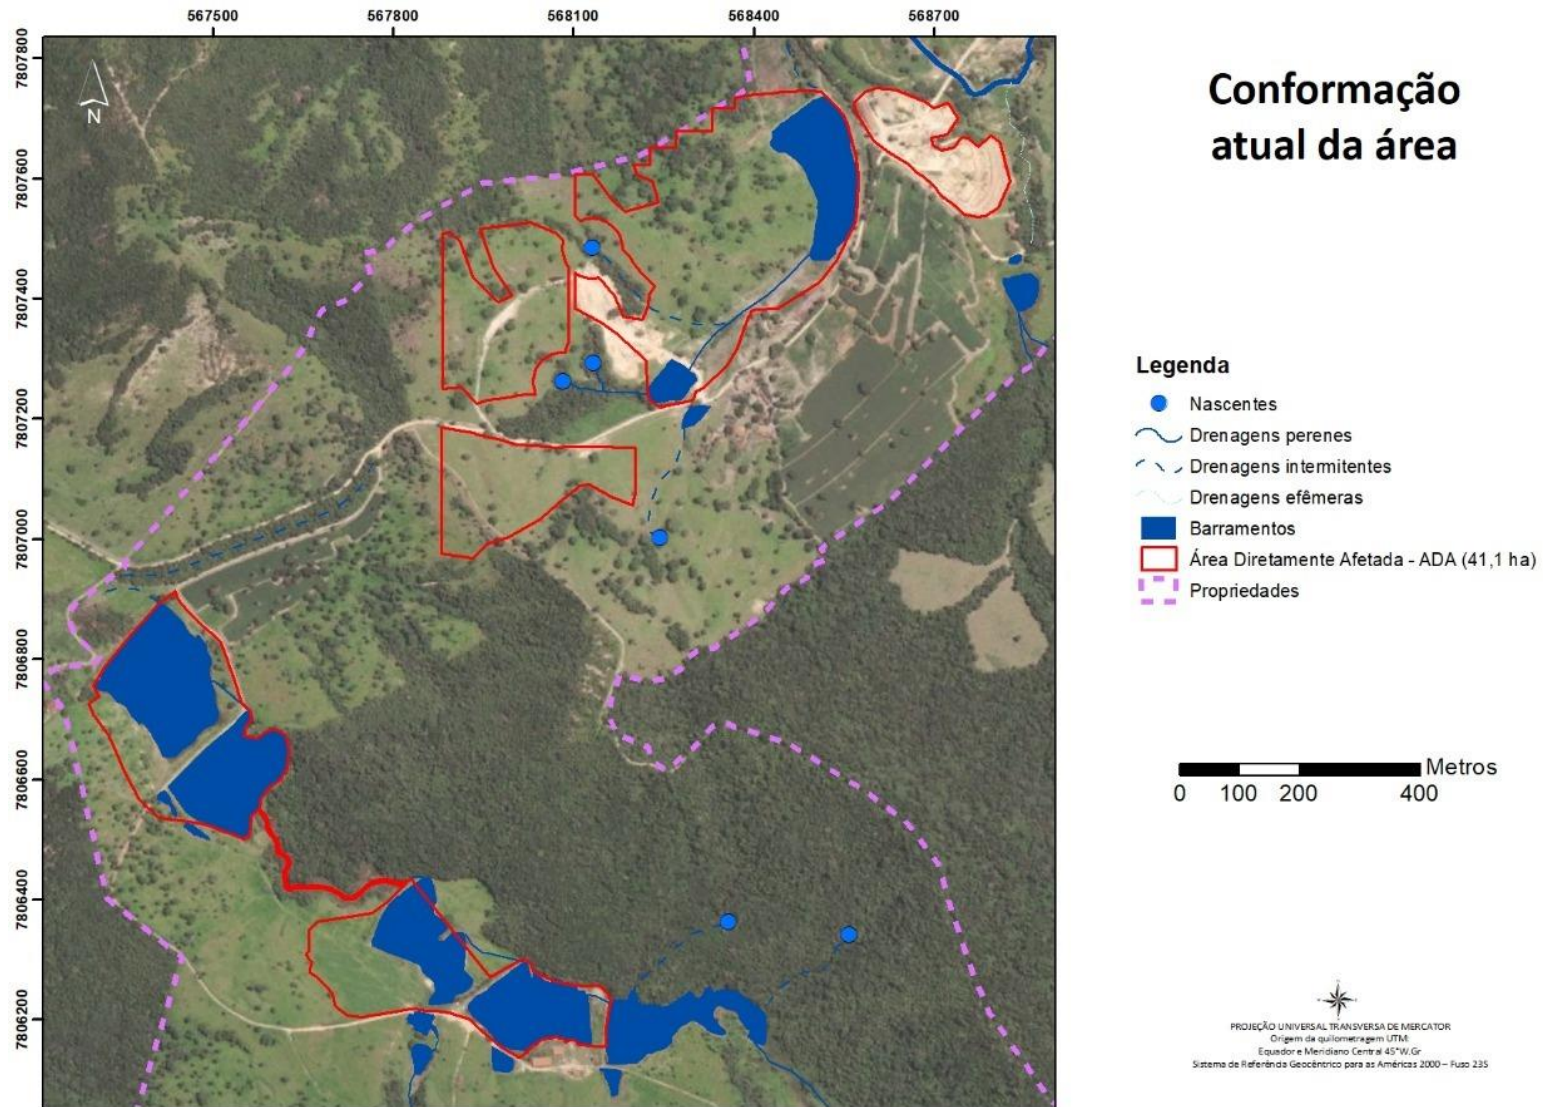 567500 567800 568100 568400 568700
7807800
7807600
7807400
7807200
7807000
7806800
7806600
7806400
7806200
N
Conformação
atual da área
Legenda
Nascentes
Drenagens perenes
Drenagens intermitentes
Drenagens efêmeras
Barramentos
Área Diretamente Afetada - ADA (41,1 ha)
Propriedades
Metros
0 100 200 400
PROJEÇÃO UNIVERSAL TRANSVERSA DE MERCATOR
Origem da quilometragem UTM:
Equador e Meridiano Central 45°W.Gr
Sistema de Referência Geocêntrico para as Américas 2000 – Fuso 23S